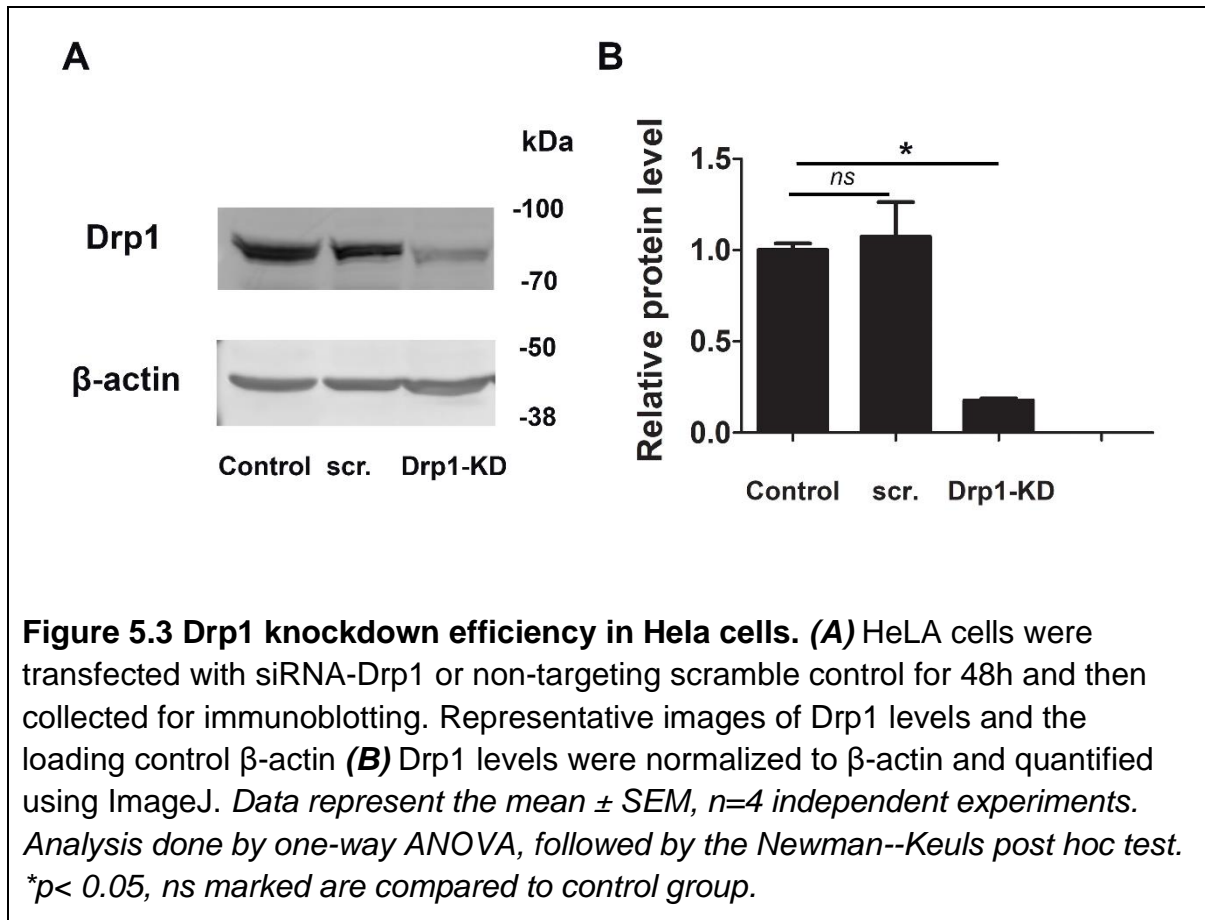 A
kDa
Drp1
-100
-70
β-actin
-50
-38
Control scr. Drp1-KD
B
Relative protein level
1.5
1.0
0.5
0.0
*
ns
Control scr. Drp1-KD
Figure 5.3 Drp1 knockdown efficiency in Hela cells. (A) HeLA cells were
transfected with siRNA-Drp1 or non-targeting scramble control for 48h and then
collected for immunoblotting. Representative images of Drp1 levels and the
loading control β-actin (B) Drp1 levels were normalized to β-actin and quantified
using ImageJ. Data represent the mean ± SEM, n=4 independent experiments.
Analysis done by one-way ANOVA, followed by the Newman--Keuls post hoc test.
*p< 0.05, ns marked are compared to control group.